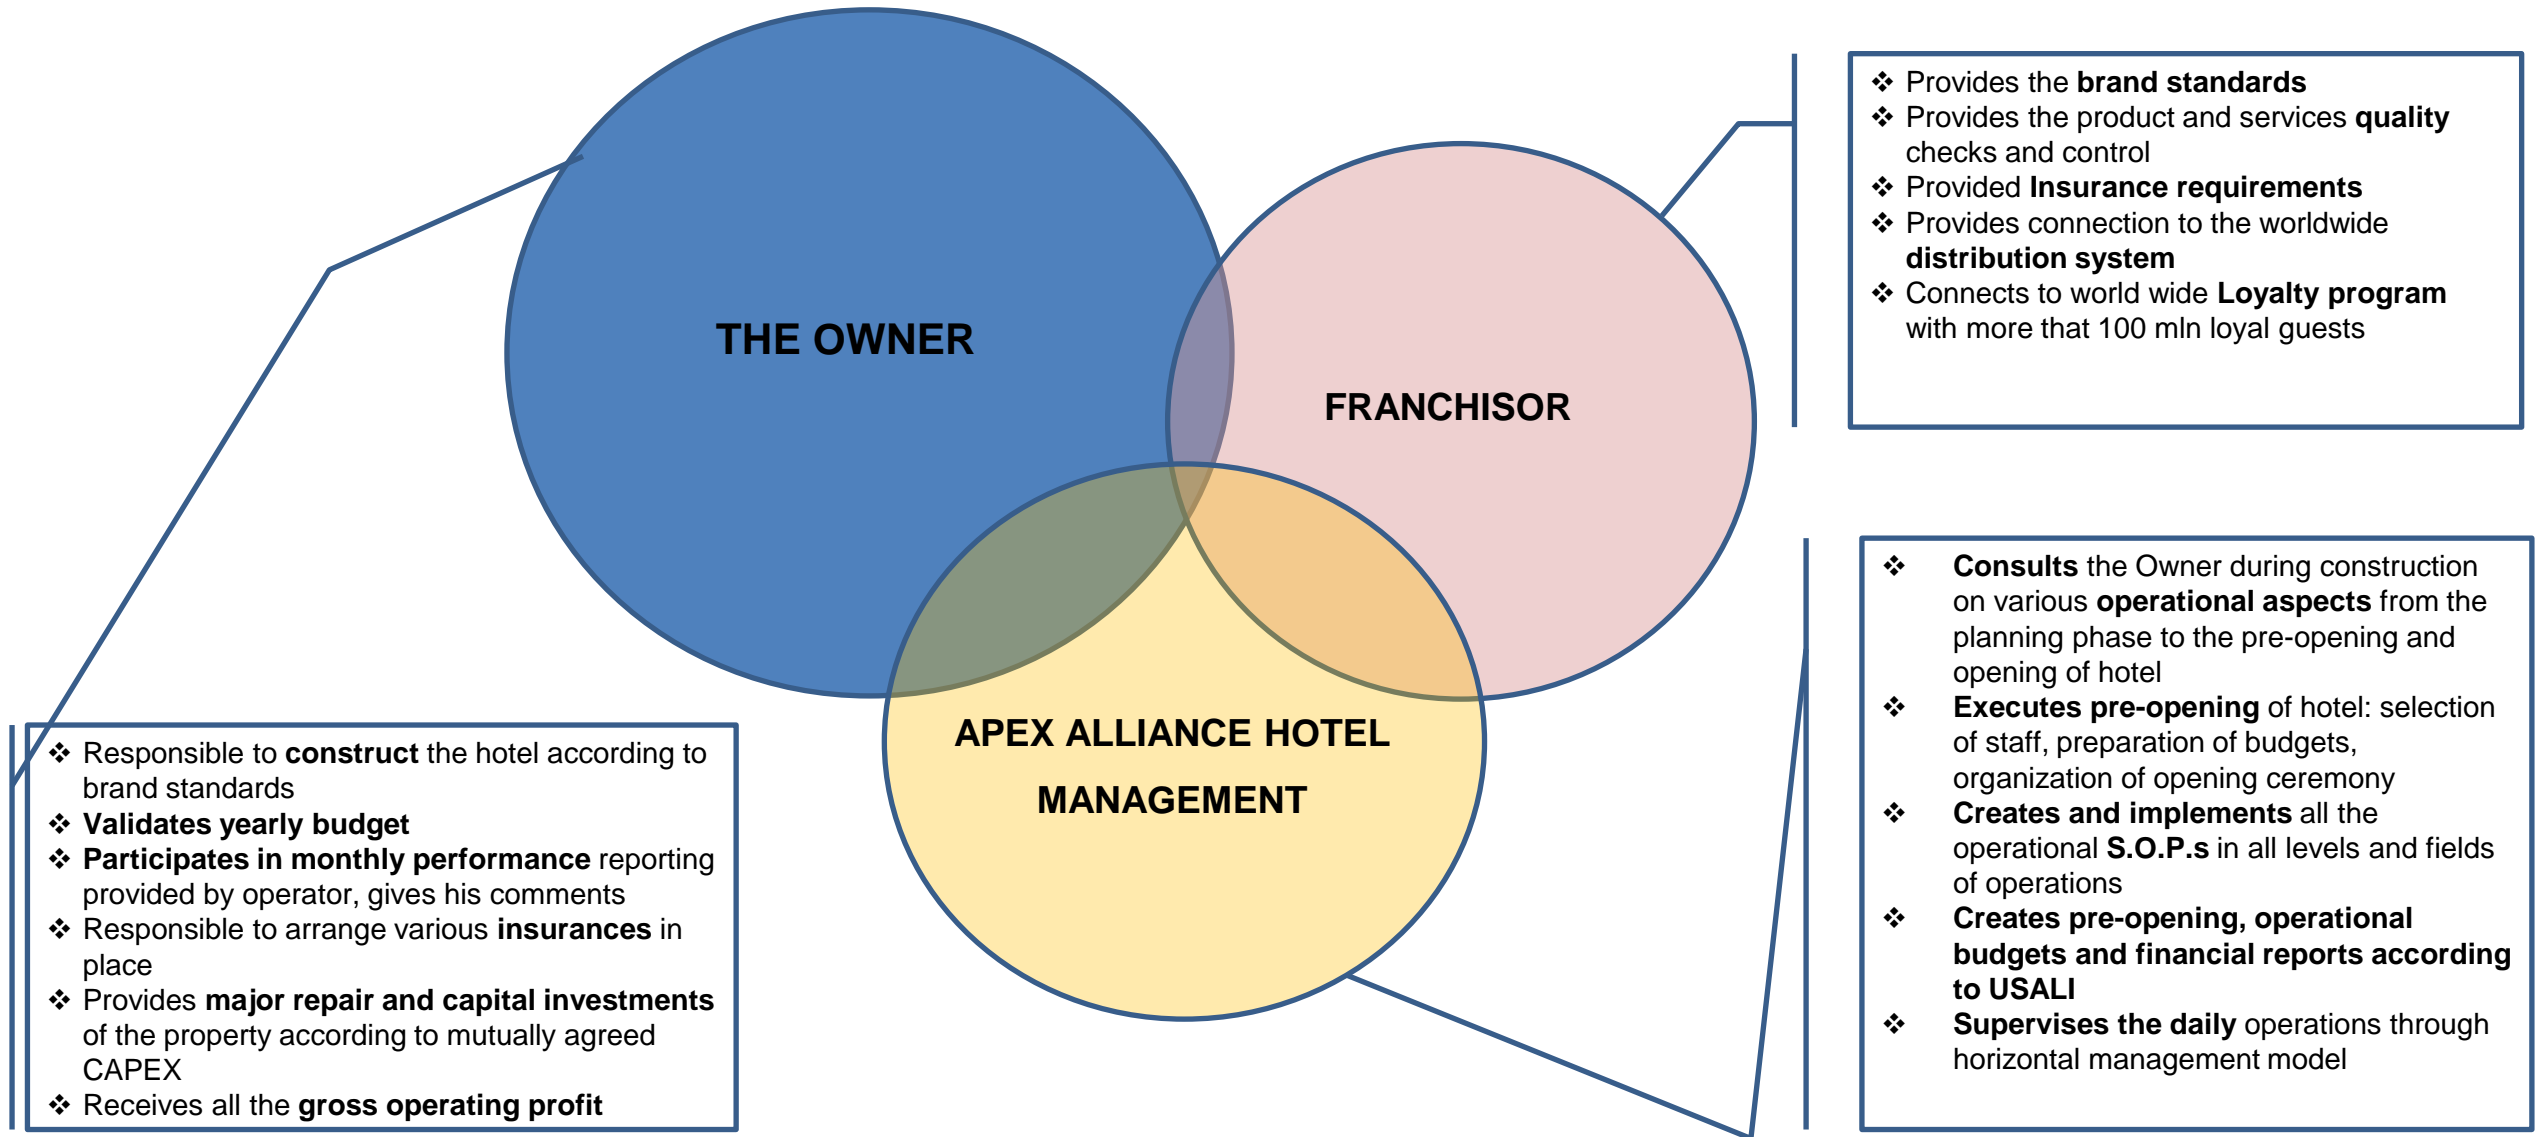 THE OWNER
FRANCHISOR
APEX ALLIANCE HOTEL
MANAGEMENT
❖ Provides the brand standards
❖ Provides the product and services quality
checks and control
❖ Provided Insurance requirements
❖ Provides connection to the worldwide
distribution system
❖ Connects to world wide Loyalty program
with more that 100 mln loyal guests
❖ Consults the Owner during construction
on various operational aspects from the
planning phase to the pre-opening and
opening of hotel
❖ Executes pre-opening of hotel: selection
of staff, preparation of budgets,
organization of opening ceremony
❖ Creates and implements all the
operational S.O.P.s in all levels and fields
of operations
❖ Creates pre-opening, operational
budgets and financial reports according
to USALI
❖ Supervises the daily operations through
horizontal management model
❖ Responsible to construct the hotel according to
brand standards
❖ Validates yearly budget
❖ Participates in monthly performance reporting
provided by operator, gives his comments
❖ Responsible to arrange various insurances in
place
❖ Provides major repair and capital investments
of the property according to mutually agreed
CAPEX
❖ Receives all the gross operating profit